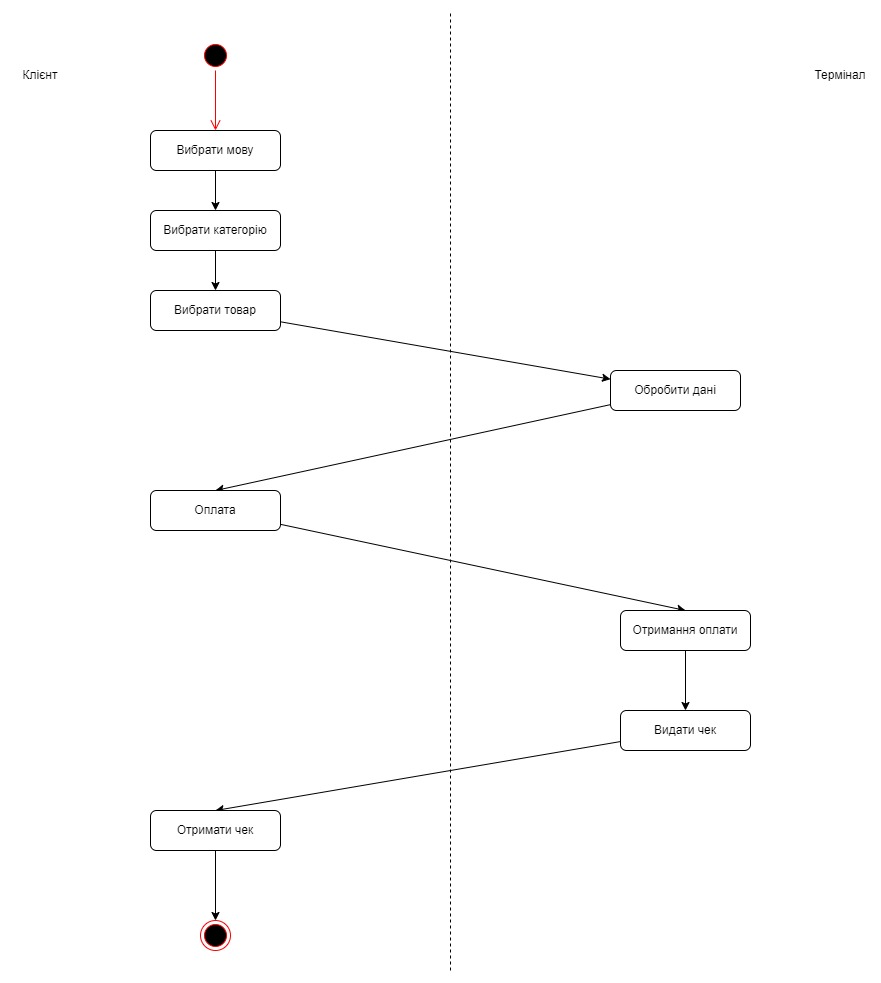 Клієнт
Термінал
Вибрати мову
Вибрати категорію
Вибрати товар
Обробити дані
Оплата
Отримання оплати
Видати чек
Отримати чек